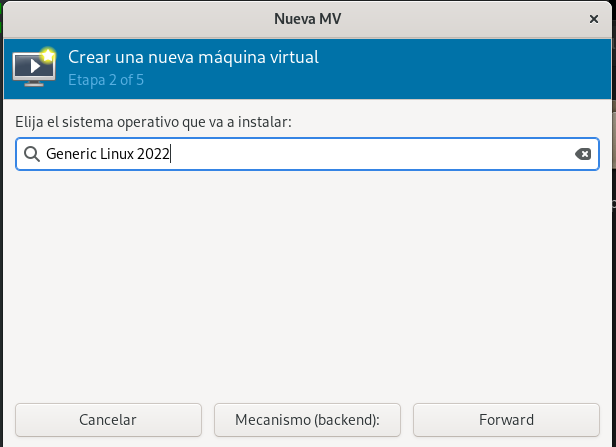 Nueva MV
Crear una nueva máquina virtual
Etapa 2 of 5
Elija el sistema operativo que va a instalar:
Generic Linux 2022
Cancelar
Mecanismo (backend):
Forward